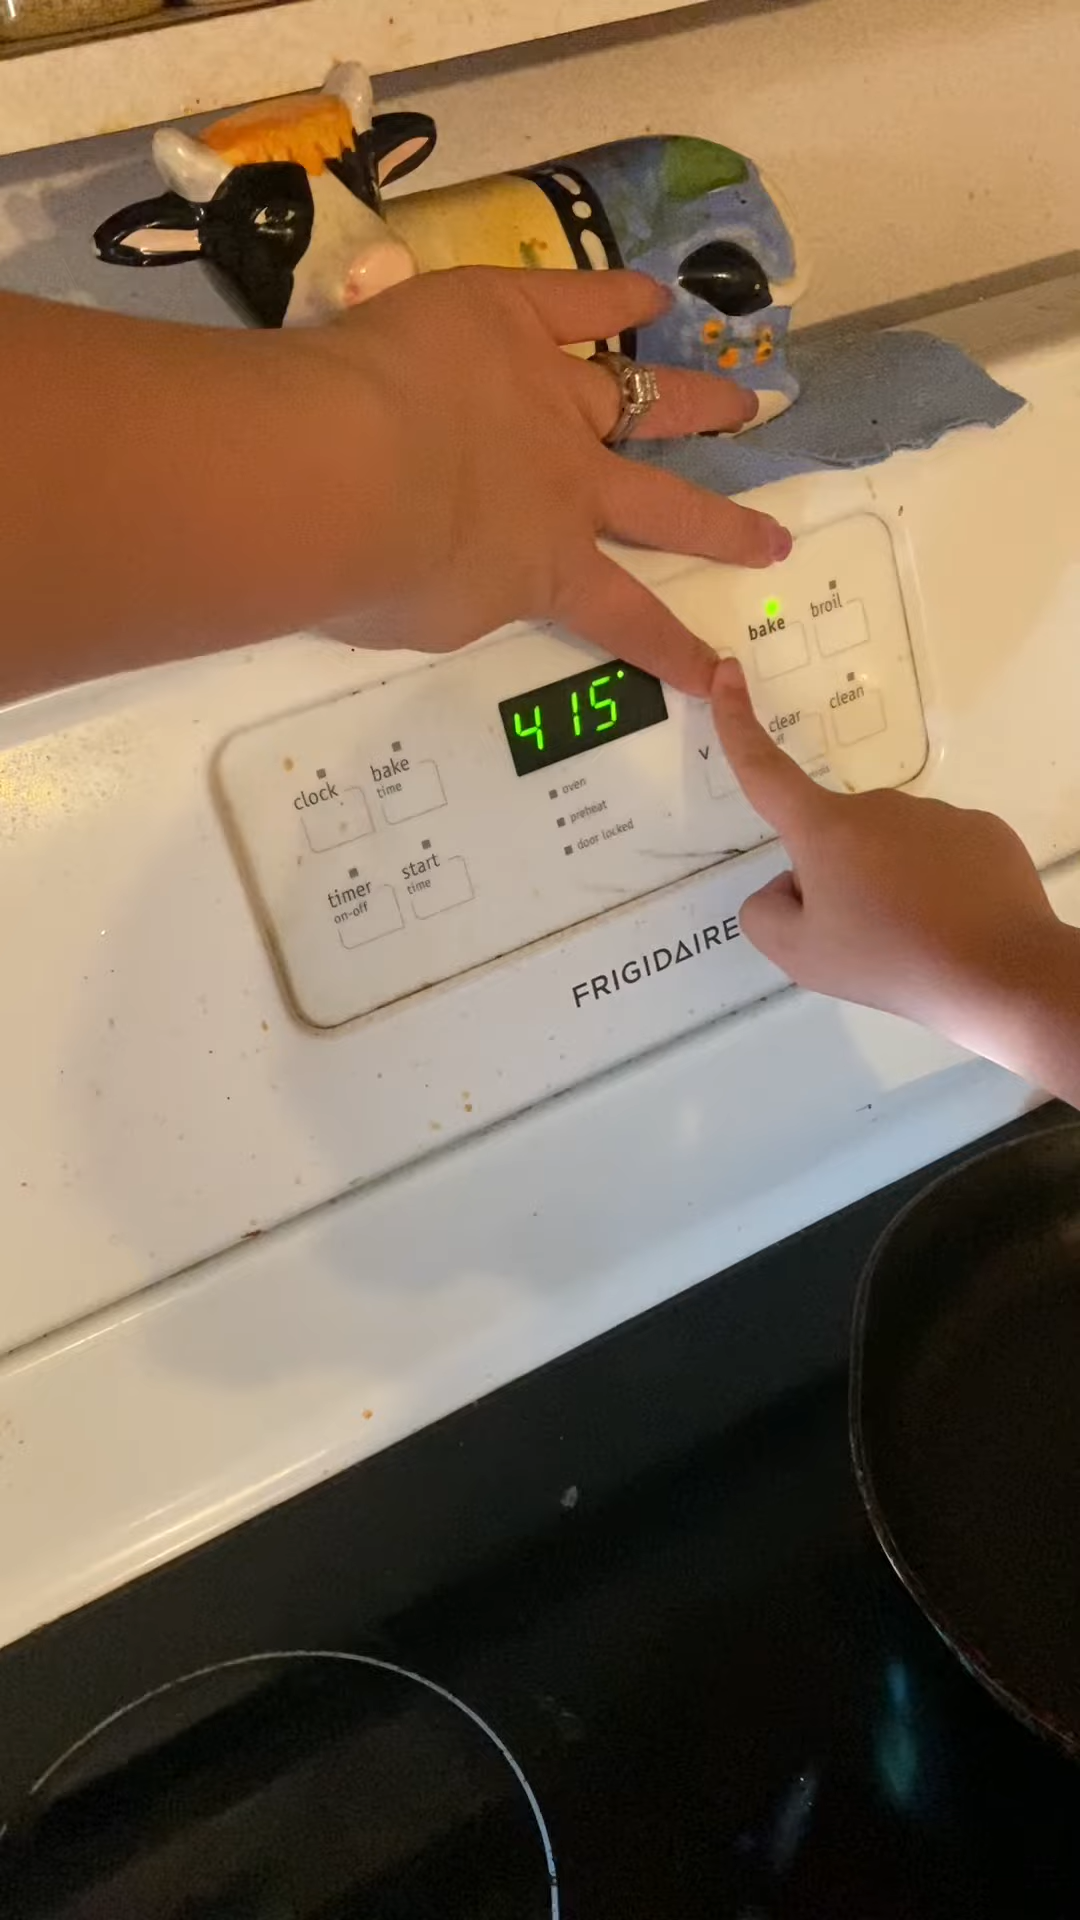 415°
bake
broil
clear
clean
v
clock
bake
time
timer
on-off
start
time
oven
preheat
door locked
FRIGIDAIRE